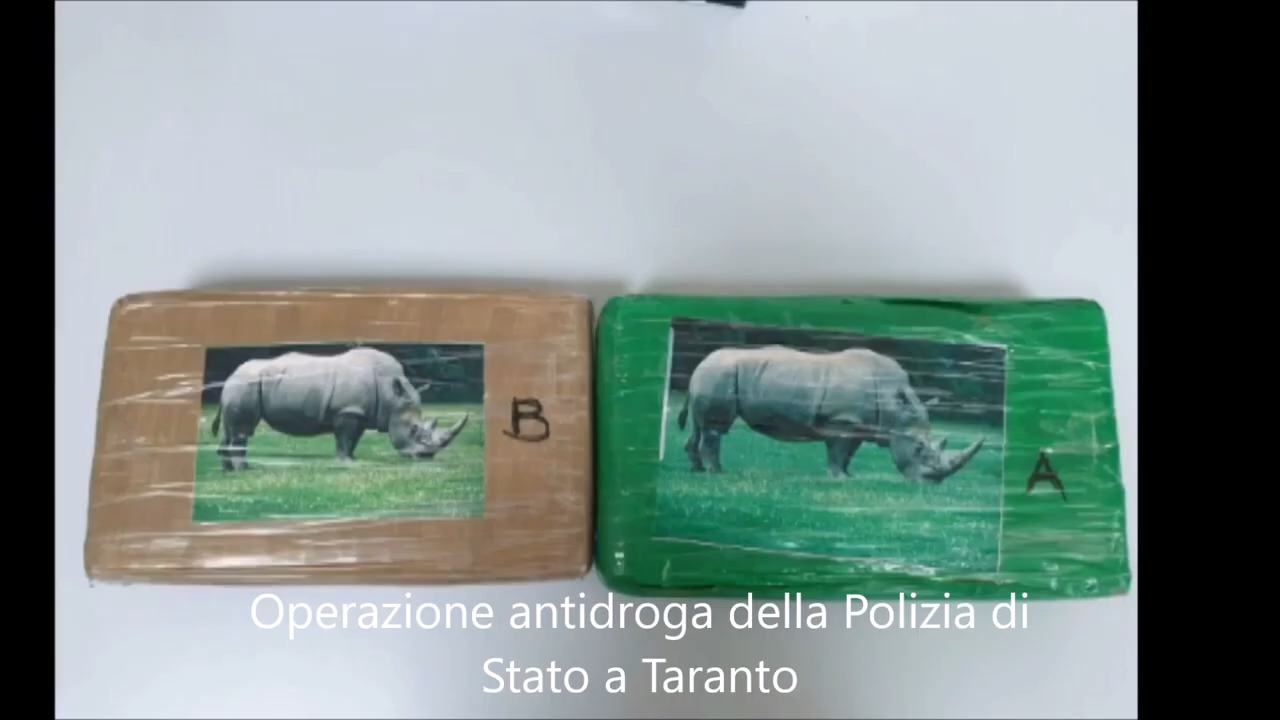 B
A
Operazione antidroga della Polizia di
Stato a Taranto